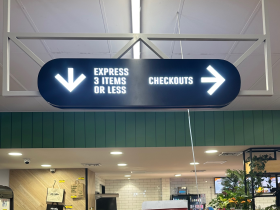 EXPRESS
3 ITEMS
OR LESS
CHECKOUTS